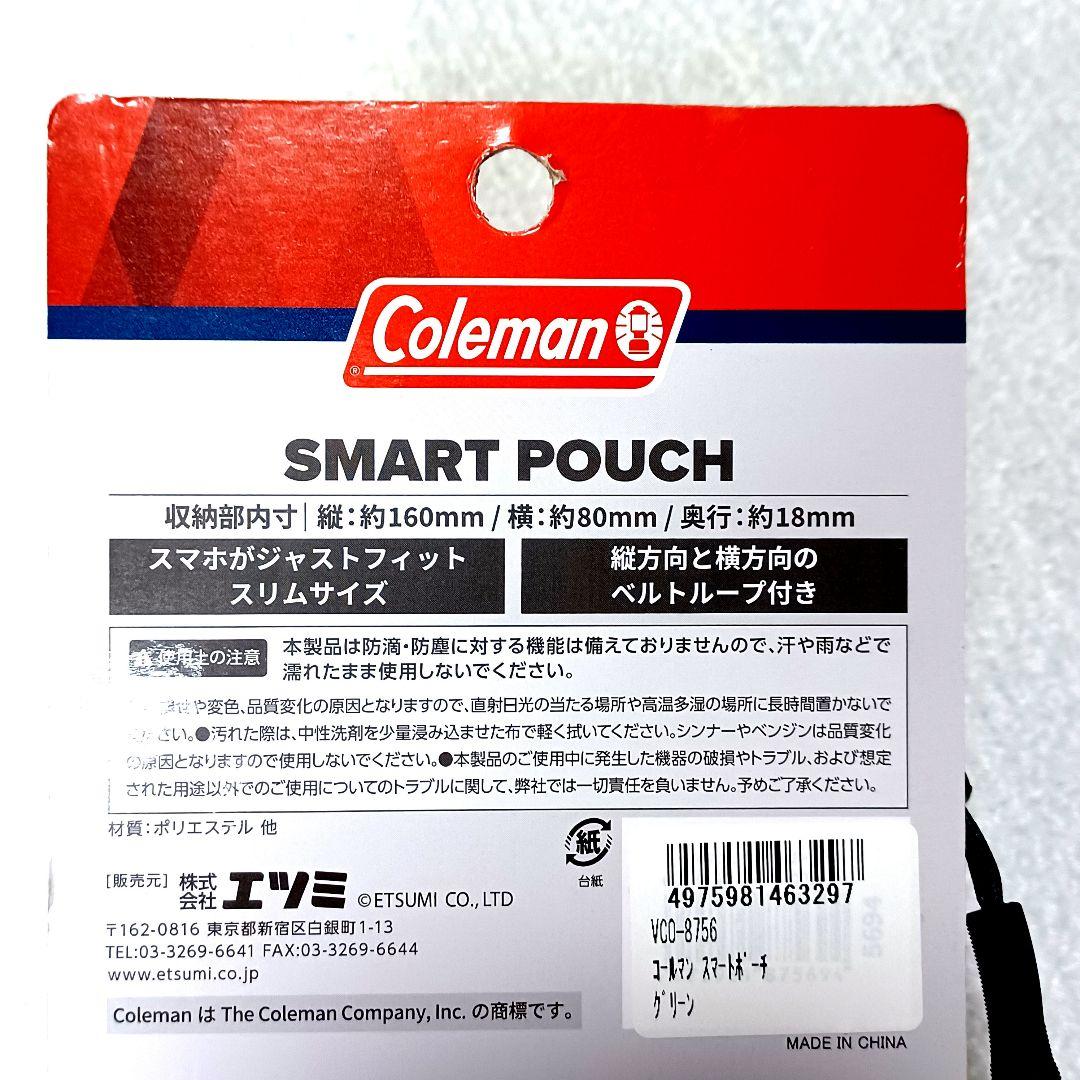 Coleman
®
SMART POUCH
収納部内寸|縦:約160mm / 横:約80mm / 奥行:約18mm
スマホがジャストフィット
スリムサイズ
縦方向と横方向の
ベルトループ付き
使用上の注意
本製品は防滴・防塵に対する機能は備えておりませんので、汗や雨などで
濡れたまま使用しないでください。
や変色、品質変化の原因となりますので、直射日光の当たる場所や高温多湿の場所に長時間置かないで
さい。●汚れた際は、中性洗剤を少量浸み込ませた布で軽く拭いてください。シンナーやベンジンは品質変化
の原因となりますので使用しないでください。●本製品のご使用中に発生した機器の破損やトラブル、および想定
された用途以外でのご使用についてのトラブルに関して、弊社では一切責任を負いません。予めご了承ください。
材質:ポリエステル 他
紙
台紙
[販売元] 株式会社エツミ ©ETSUMI CO., LTD
〒162-0816 東京都新宿区白銀町1-13
TEL:03-3269-6641 FAX:03-3269-6644
www.etsumi.co.jp
Coleman は The Coleman Company, Inc. の商標です。
4975981463297
VCO-8756
ｺｰﾙﾏﾝ ｽﾏｰﾄﾎﾟｰﾁ
ｸﾞﾘｰﾝ
MADE IN CHINA